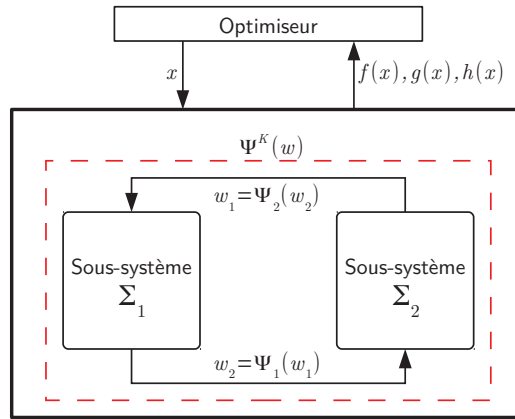 Optimiseur
x
f(x), g(x), h(x)
Ψ^K(w)
w_1=Ψ_2(w_2)
Sous-système
Σ_1
Sous-système
Σ_2
w_2=Ψ_1(w_1)